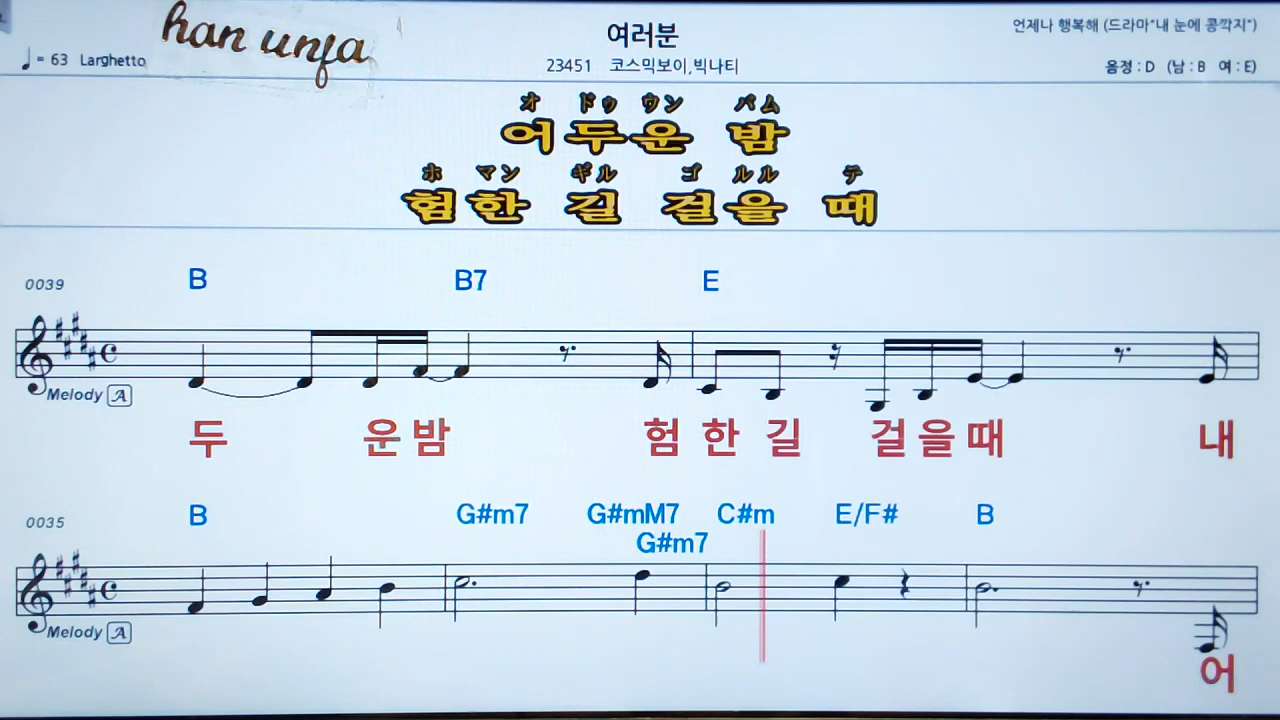 han unja
여러분
언제나 행복해 (드라마"내 눈에 콩깍지")
♩ = 63 Larghetto
23451 코스믹보이,빅나티
음정 : D (남 : B 여 : E)
オ ドゥ ウン バム
어두운 밤
ホ マン ギル ゴ ルル テ
험한 길 걸을 때
0039 B B7 E
Melody A
두 운 밤 험 한 길 걸 을 때 내
0035 B G#m7 G#mM7 C#m E/F# B
G#m7
Melody A
어